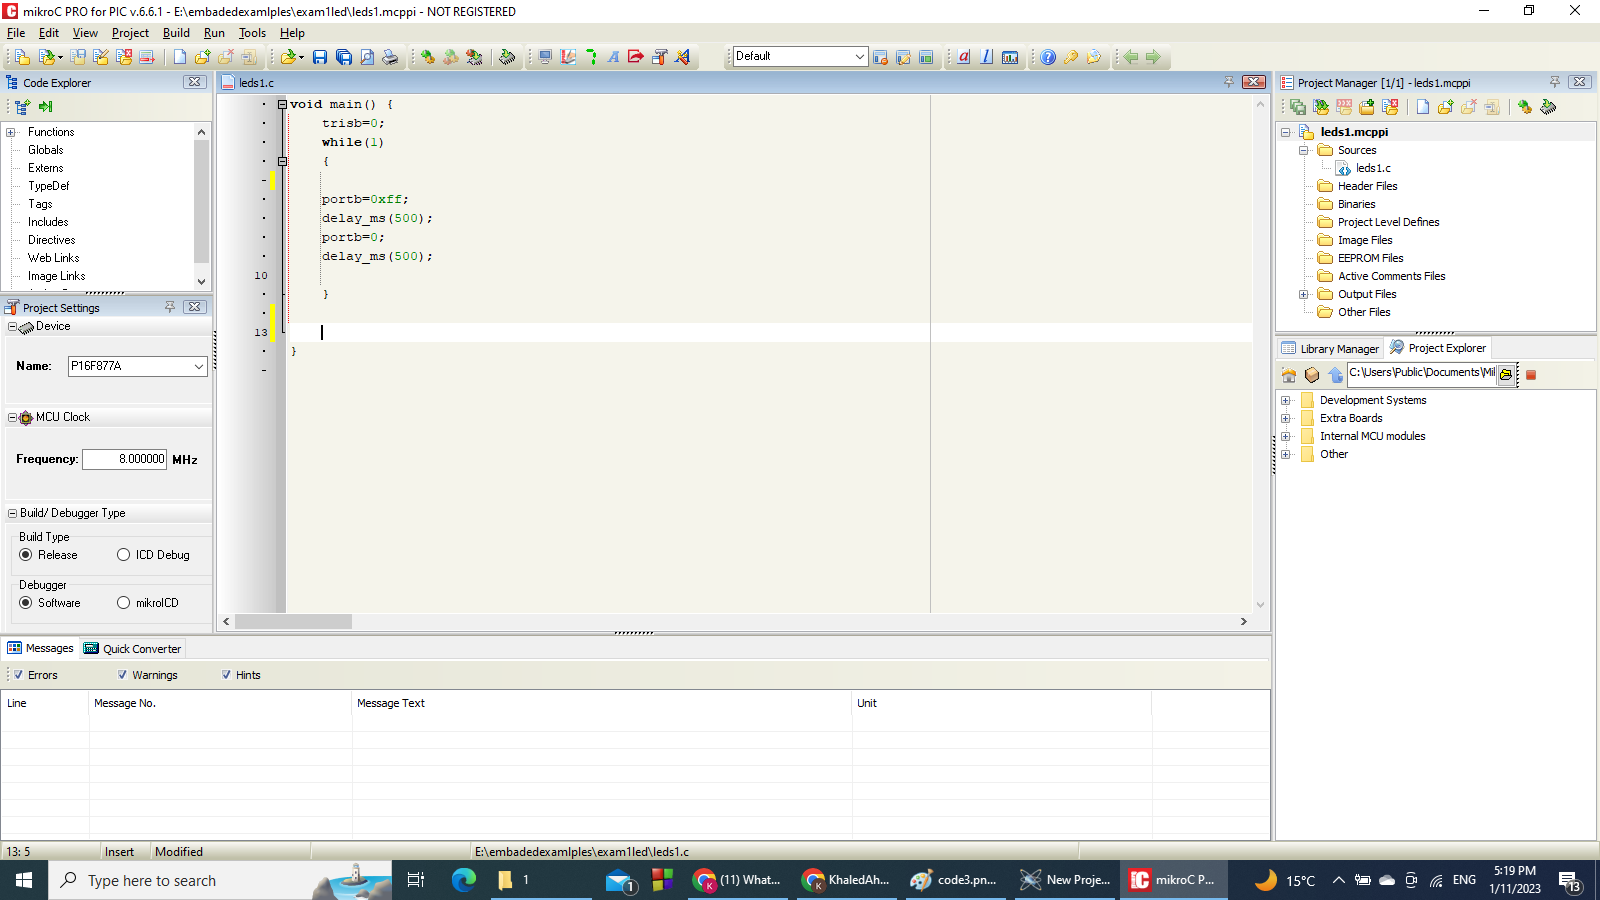 mikroC PRO for PIC v.6.6.1 - E:\embadedexamlples\exam1led\leds1.mcppi - NOT REGISTERED
File Edit View Project Build Run Tools Help
Default
Code Explorer
Functions
Globals
Externs
TypeDef
Tags
Includes
Directives
Web Links
Image Links
Project Settings
Device
Name: P16F877A
MCU Clock
Frequency: 8.000000 MHz
Build/ Debugger Type
Build Type
Release ICD Debug
Debugger
Software mikroICD
leds1.c
void main() {
trisb=0;
while(1)
{
portb=0xff;
delay_ms(500);
portb=0;
delay_ms(500);
10
}
13
}
Project Manager [1/1] - leds1.mcppi
leds1.mcppi
Sources
leds1.c
Header Files
Binaries
Project Level Defines
Image Files
EEPROM Files
Active Comments Files
Output Files
Other Files
Library Manager Project Explorer
C:\Users\Public\Documents\Mil
Development Systems
Extra Boards
Internal MCU modules
Other
Messages Quick Converter
Errors Warnings Hints
Line Message No. Message Text Unit
13: 5 Insert Modified E:\embadedexamlples\exam1led\leds1.c
Type here to search
1
1
(11) What...
KhaledAh...
code3.pn...
New Proje...
mikroC P...
15°C
ENG
5:19 PM
1/11/2023
13